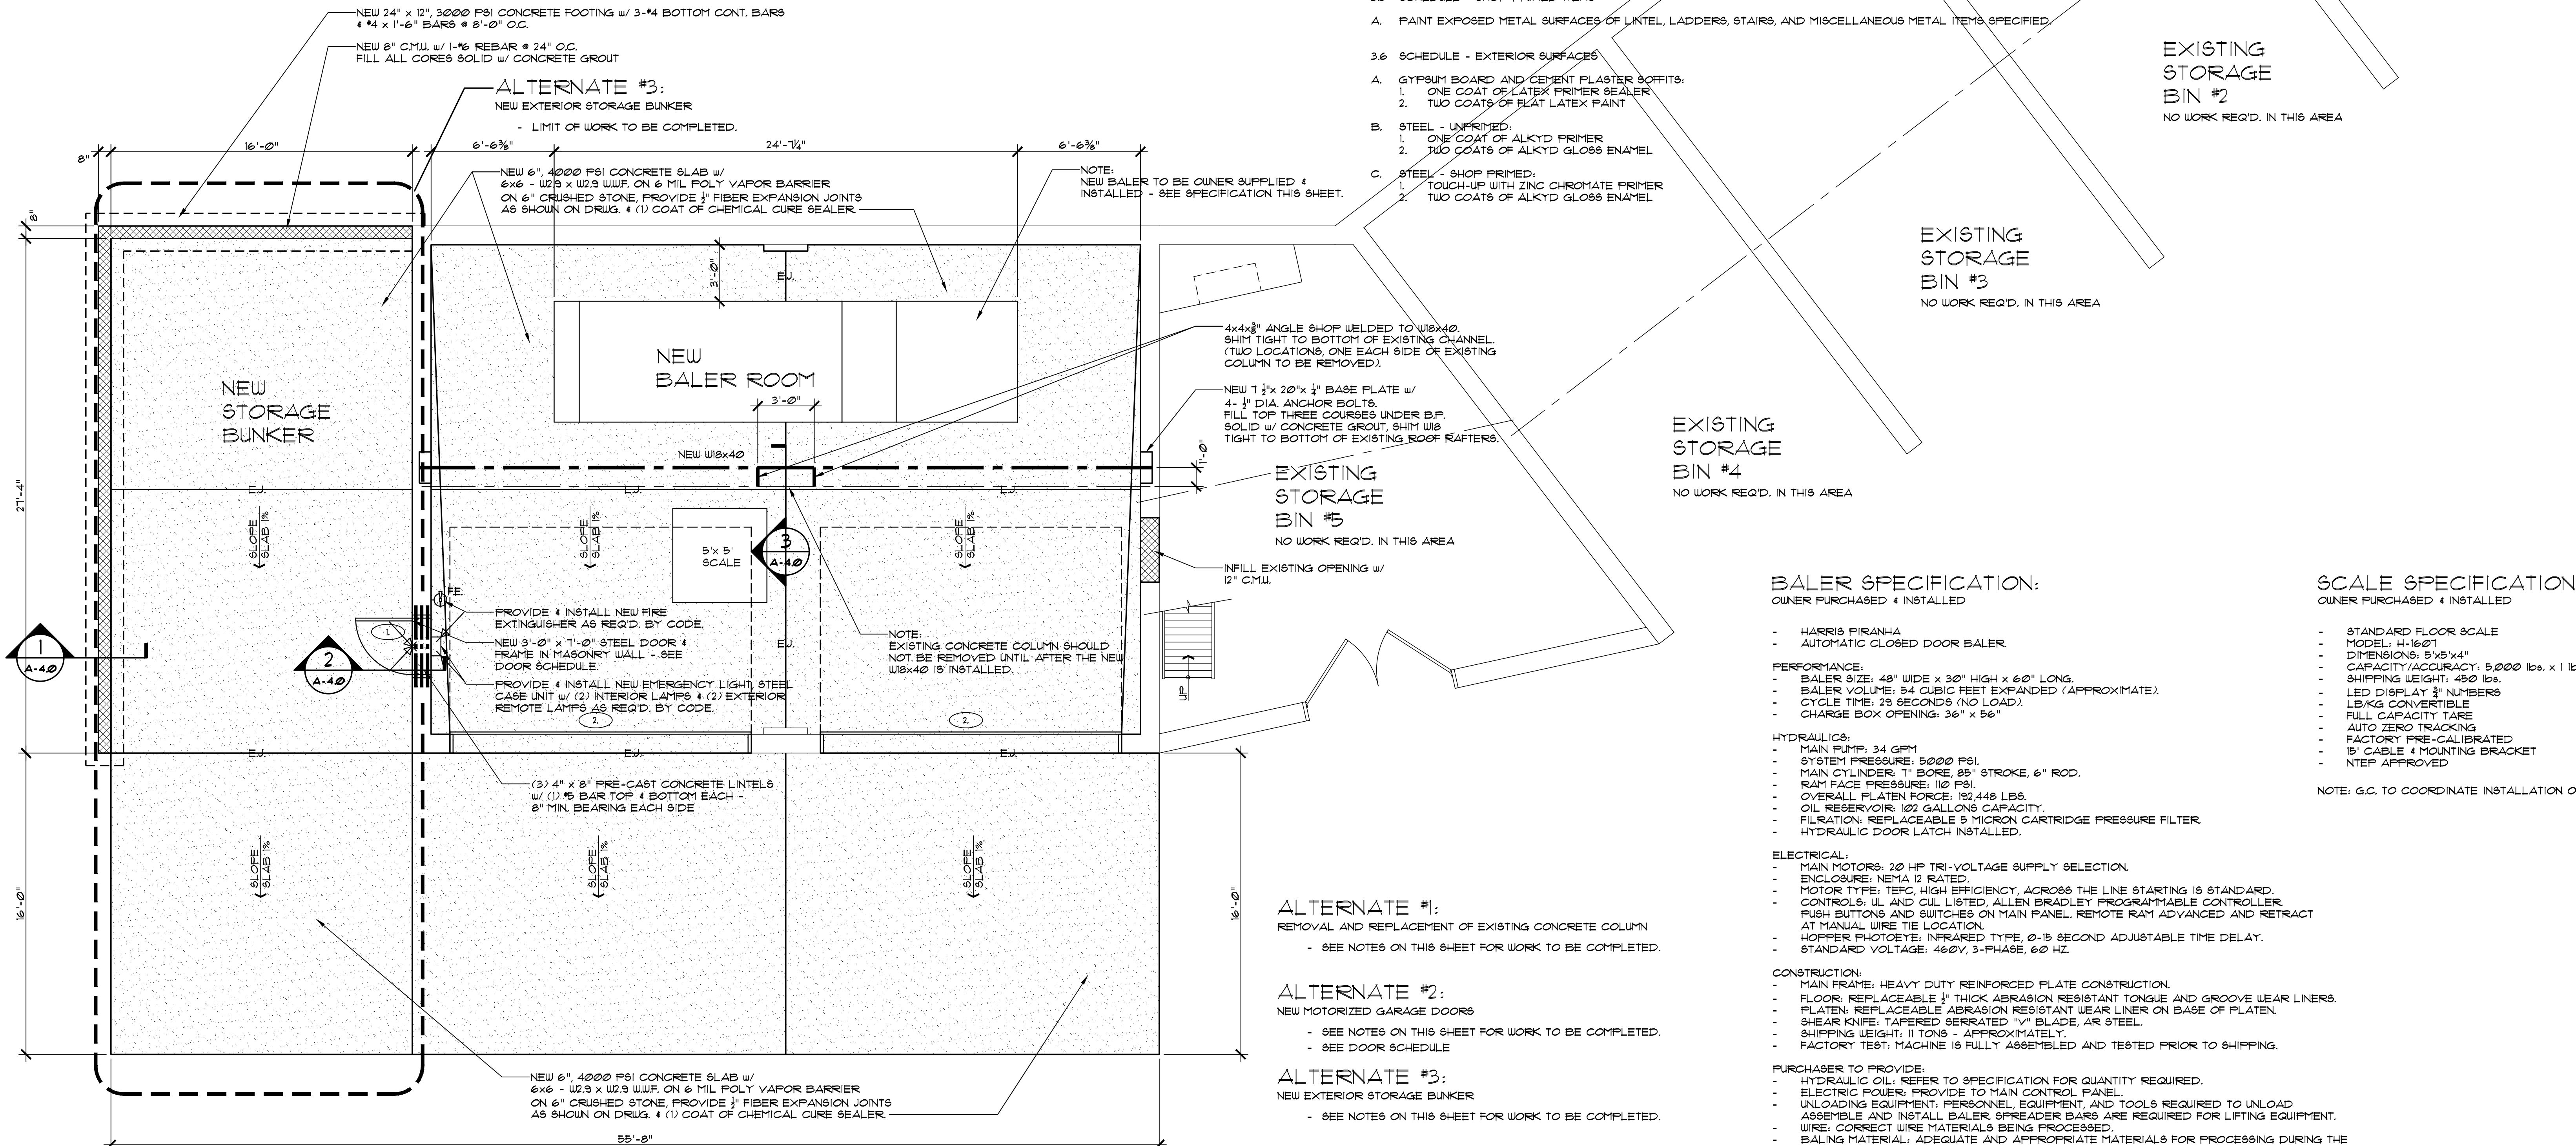 NEW 24" x 12", 3000 PSI CONCRETE FOOTING w/ 3-#4 BOTTOM CONT. BARS
& #4 x 1'-6" BARS @ 8'-0" O.C.
NEW 8" C.M.U. w/ 1-#6 REBAR @ 24" O.C.
FILL ALL CORES SOLID w/ CONCRETE GROUT
ALTERNATE #3:
NEW EXTERIOR STORAGE BUNKER
- LIMIT OF WORK TO BE COMPLETED.
8"
16'-0"
6'-6⅜"
24'-7¼"
6'-6⅜"
8"
NEW 6", 4000 PSI CONCRETE SLAB w/
6x6 - W2.9 x W2.9 W.W.F. ON 6 MIL POLY VAPOR BARRIER
ON 6" CRUSHED STONE, PROVIDE ½" FIBER EXPANSION JOINTS
AS SHOWN ON DRWG. & (1) COAT OF CHEMICAL CURE SEALER.
NOTE:
NEW BALER TO BE OWNER SUPPLIED &
INSTALLED - SEE SPECIFICATION THIS SHEET.
A. PAINT EXPOSED METAL SURFACES OF LINTEL, LADDERS, STAIRS, AND MISCELLANEOUS METAL ITEMS SPECIFIED.
3.6 SCHEDULE - EXTERIOR SURFACES
A. GYPSUM BOARD AND CEMENT PLASTER SOFFITS:
1. ONE COAT OF LATEX PRIMER SEALER
2. TWO COATS OF FLAT LATEX PAINT
B. STEEL - UNPRIMED:
1. ONE COAT OF ALKYD PRIMER
2. TWO COATS OF ALKYD GLOSS ENAMEL
C. STEEL - SHOP PRIMED:
1. TOUCH-UP WITH ZINC CHROMATE PRIMER
2. TWO COATS OF ALKYD GLOSS ENAMEL
EXISTING
STORAGE
BIN #2
NO WORK REQ'D. IN THIS AREA
EXISTING
STORAGE
BIN #3
NO WORK REQ'D. IN THIS AREA
EXISTING
STORAGE
BIN #4
NO WORK REQ'D. IN THIS AREA
EXISTING
STORAGE
BIN #5
NO WORK REQ'D. IN THIS AREA
3'-0"
E.J.
NEW
STORAGE
BUNKER
NEW
BALER ROOM
3'-0"
NEW W18x40
1'-0"
27'-4"
4x4x⅜" ANGLE SHOP WELDED TO W18x40.
SHIM TIGHT TO BOTTOM OF EXISTING CHANNEL.
(TWO LOCATIONS, ONE EACH SIDE OF EXISTING
COLUMN TO BE REMOVED).
NEW 7 ½"x 20"x ¼" BASE PLATE w/
4- ½" DIA. ANCHOR BOLTS.
FILL TOP THREE COURSES UNDER B.P.
SOLID w/ CONCRETE GROUT, SHIM W18
TIGHT TO BOTTOM OF EXISTING ROOF RAFTERS.
E.J.
E.J.
E.J.
SLOPE
SLAB 1%
SLOPE
SLAB 1%
SLOPE
SLAB 1%
5'x 5'
SCALE
3
A-4.0
INFILL EXISTING OPENING w/
12" C.M.U.
F.E.
PROVIDE & INSTALL NEW FIRE
EXTINGUISHER AS REQ'D. BY CODE.
NEW 3'-0" x 7'-0" STEEL DOOR &
FRAME IN MASONRY WALL - SEE
DOOR SCHEDULE.
PROVIDE & INSTALL NEW EMERGENCY LIGHT, STEEL
CASE UNIT w/ (2) INTERIOR LAMPS & (2) EXTERIOR
REMOTE LAMPS AS REQ'D. BY CODE.
NOTE:
EXISTING CONCRETE COLUMN SHOULD
NOT BE REMOVED UNTIL AFTER THE NEW
W18x40 IS INSTALLED.
E.J.
1
A-4.0
2
A-4.0
1.
2.
2.
UP
E.J.
E.J.
E.J.
(3) 4" x 8" PRE-CAST CONCRETE LINTELS
w/ (1) #5 BAR TOP & BOTTOM EACH -
8" MIN. BEARING EACH SIDE
SLOPE
SLAB 1%
SLOPE
SLAB 1%
SLOPE
SLAB 1%
16'-0"
16'-0"
NEW 6", 4000 PSI CONCRETE SLAB w/
6x6 - W2.9 x W2.9 W.W.F. ON 6 MIL POLY VAPOR BARRIER
ON 6" CRUSHED STONE, PROVIDE ½" FIBER EXPANSION JOINTS
AS SHOWN ON DRWG. & (1) COAT OF CHEMICAL CURE SEALER.
55'-8"
ALTERNATE #1:
REMOVAL AND REPLACEMENT OF EXISTING CONCRETE COLUMN
- SEE NOTES ON THIS SHEET FOR WORK TO BE COMPLETED.
ALTERNATE #2:
NEW MOTORIZED GARAGE DOORS
- SEE NOTES ON THIS SHEET FOR WORK TO BE COMPLETED.
- SEE DOOR SCHEDULE
ALTERNATE #3:
NEW EXTERIOR STORAGE BUNKER
- SEE NOTES ON THIS SHEET FOR WORK TO BE COMPLETED.
BALER SPECIFICATION:
OWNER PURCHASED & INSTALLED
- HARRIS PIRANHA
- AUTOMATIC CLOSED DOOR BALER
PERFORMANCE:
- BALER SIZE: 48" WIDE x 30" HIGH x 60" LONG.
- BALER VOLUME: 54 CUBIC FEET EXPANDED (APPROXIMATE).
- CYCLE TIME: 29 SECONDS (NO LOAD).
- CHARGE BOX OPENING: 36" x 56"
HYDRAULICS:
- MAIN PUMP: 34 GPM
- SYSTEM PRESSURE: 5000 PSI.
- MAIN CYLINDER: 7" BORE, 85" STROKE, 6" ROD.
- RAM FACE PRESSURE: 110 PSI.
- OVERALL PLATEN FORCE: 192,448 LBS.
- OIL RESERVOIR: 102 GALLONS CAPACITY.
- FILRATION: REPLACEABLE 5 MICRON CARTRIDGE PRESSURE FILTER.
- HYDRAULIC DOOR LATCH INSTALLED.
ELECTRICAL:
- MAIN MOTORS: 20 HP TRI-VOLTAGE SUPPLY SELECTION.
- ENCLOSURE: NEMA 12 RATED.
- MOTOR TYPE: TEFC, HIGH EFFICIENCY, ACROSS THE LINE STARTING IS STANDARD.
- CONTROLS: UL AND CUL LISTED, ALLEN BRADLEY PROGRAMMABLE CONTROLLER.
PUSH BUTTONS AND SWITCHES ON MAIN PANEL. REMOTE RAM ADVANCED AND RETRACT
AT MANUAL WIRE TIE LOCATION.
- HOPPER PHOTOEYE: INFRARED TYPE, 0-15 SECOND ADJUSTABLE TIME DELAY.
- STANDARD VOLTAGE: 460V, 3-PHASE, 60 HZ.
CONSTRUCTION:
- MAIN FRAME: HEAVY DUTY REINFORCED PLATE CONSTRUCTION.
- FLOOR: REPLACEABLE ½" THICK ABRASION RESISTANT TONGUE AND GROOVE WEAR LINERS.
- PLATEN: REPLACEABLE ABRASION RESISTANT WEAR LINER ON BASE OF PLATEN.
- SHEAR KNIFE: TAPERED SERRATED "V" BLADE, AR STEEL.
- SHIPPING WEIGHT: 11 TONS - APPROXIMATELY.
- FACTORY TEST: MACHINE IS FULLY ASSEMBLED AND TESTED PRIOR TO SHIPPING.
PURCHASER TO PROVIDE:
- HYDRAULIC OIL: REFER TO SPECIFICATION FOR QUANTITY REQUIRED.
- ELECTRIC POWER: PROVIDE TO MAIN CONTROL PANEL.
- UNLOADING EQUIPMENT: PERSONNEL, EQUIPMENT, AND TOOLS REQUIRED TO UNLOAD
ASSEMBLE AND INSTALL BALER. SPREADER BARS ARE REQUIRED FOR LIFTING EQUIPMENT.
- WIRE: CORRECT WIRE MATERIALS BEING PROCESSED.
- BALING MATERIAL: ADEQUATE AND APPROPRIATE MATERIALS FOR PROCESSING DURING THE
SCALE SPECIFICATION
OWNER PURCHASED & INSTALLED
- STANDARD FLOOR SCALE
- MODEL: H-1607
- DIMENSIONS: 5'x5'x4"
- CAPACITY/ACCURACY: 5,000 lbs. x 1 lb
- SHIPPING WEIGHT: 450 lbs.
- LED DISPLAY ¾" NUMBERS
- LB/KG CONVERTIBLE
- FULL CAPACITY TARE
- AUTO ZERO TRACKING
- FACTORY PRE-CALIBRATED
- 15' CABLE & MOUNTING BRACKET
- NTEP APPROVED
NOTE: G.C. TO COORDINATE INSTALLATION O